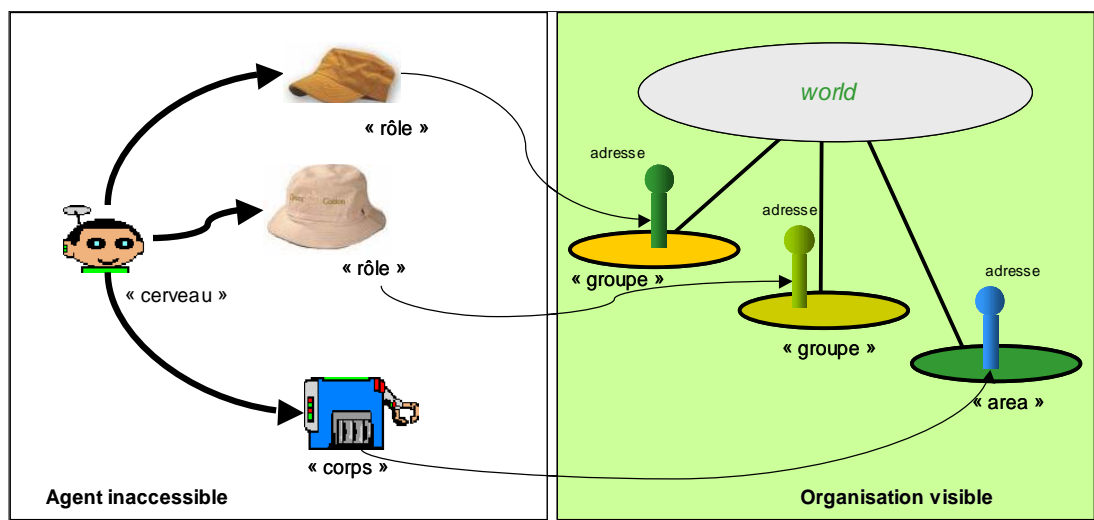 « rôle »
« rôle »
« cerveau »
« corps »
Agent inaccessible
world
adresse
« groupe »
adresse
« groupe »
adresse
« area »
Organisation visible